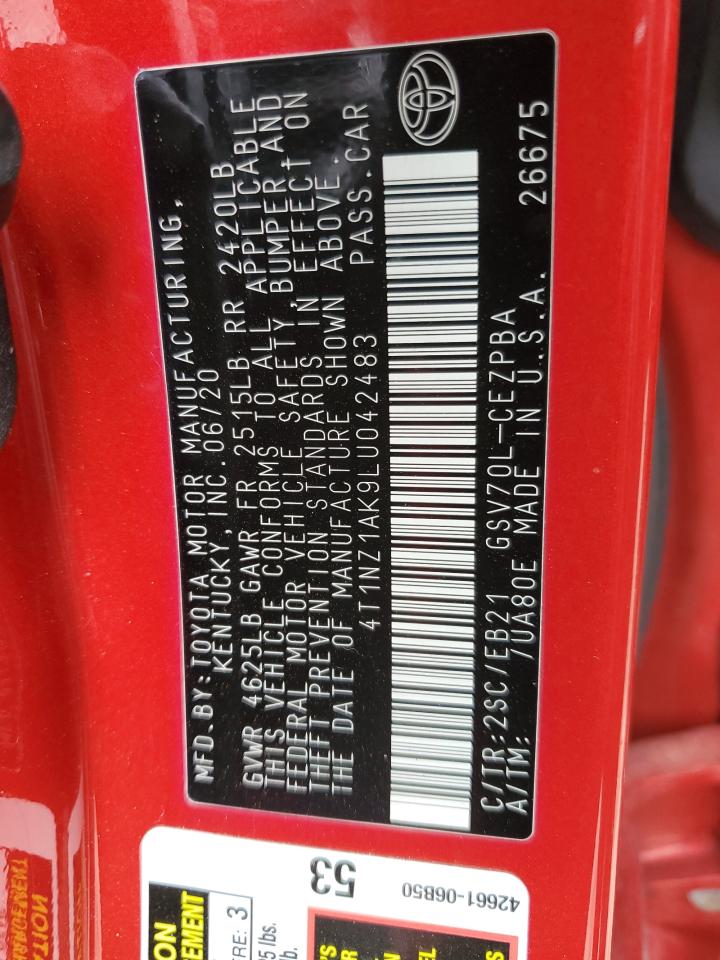 MFD.BY:TOYOTA MOTOR MANUFACTURING,
KENTUCKY, INC.06/20
GVWR 4625LB GAWR FR 2515LB RR 2420LB
THIS VEHICLE CONFORMS TO ALL APPLICABLE
FEDERAL MOTOR VEHICLE SAFETY,BUMPER AND
THEFT PREVENTION STANDARDS IN EFFECT ON
THE DATE OF MANUFACTURE SHOWN ABOVE.
4T1NZ1AK9LU042483 PASS.CAR
C/TR:2SC/EB21 GSV70L-CEZPBA
A/TM: /UA80E MADE IN U.S.A. 26675
53
42661-06B50
3